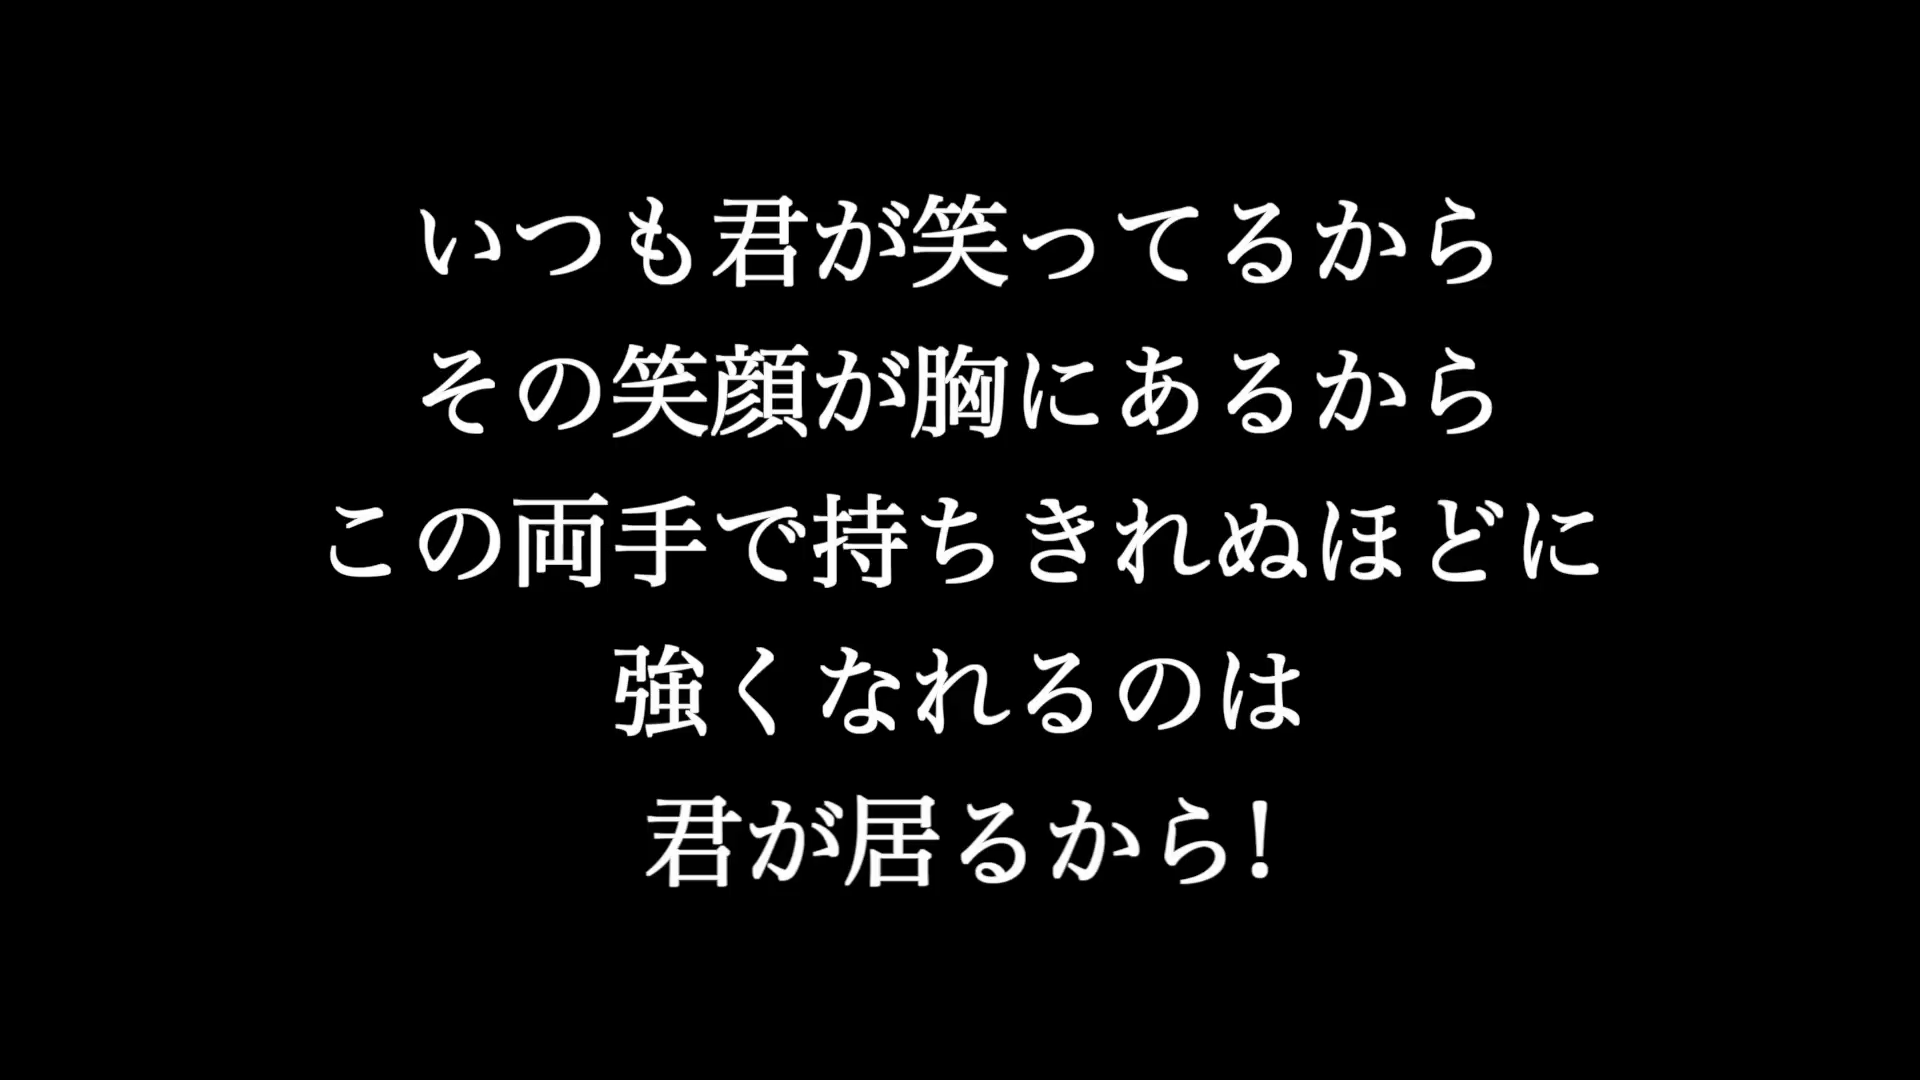 いつも君が笑ってるから
その笑顔が胸にあるから
この両手で持ちきれぬほどに
強くなれるのは
君が居るから!